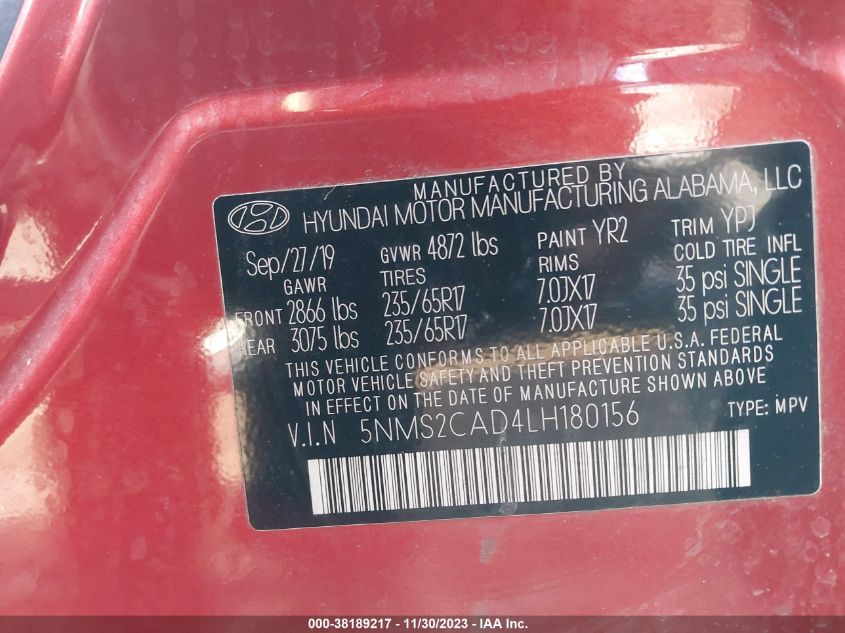 MANUFACTURED BY
HYUNDAI MOTOR MANUFACTURING ALABAMA, LLC
Sep/27/19 GVWR 4872 lbs PAINT YR2 TRIM YPJ
GAWR TIRES RIMS COLD TIRE INFL
FRONT 2866 lbs 235/65R17 7.0JX17 35 psi SINGLE
REAR 3075 lbs 235/65R17 7.0JX17 35 psi SINGLE
THIS VEHICLE CONFORMS TO ALL APPLICABLE U.S.A. FEDERAL
MOTOR VEHICLE SAFETY AND THEFT PREVENTION STANDARDS
IN EFFECT ON THE DATE OF MANUFACTURE SHOWN ABOVE
V.I.N 5NMS2CAD4LH180156 TYPE: MPV
000-38189217 - 11/30/2023 - IAAI.com